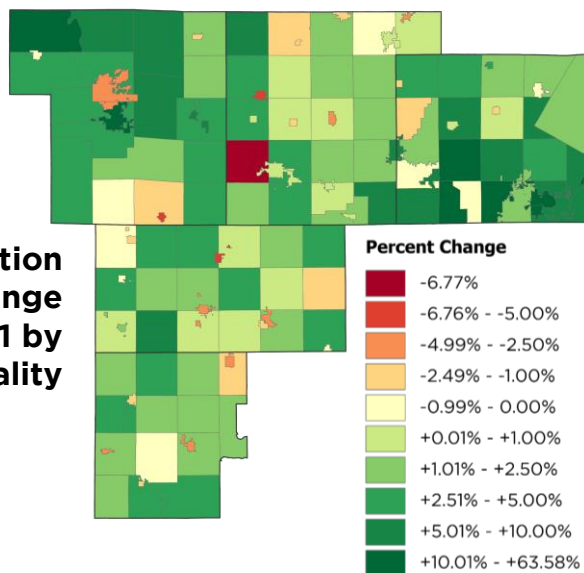 tion
nge
1 by
ality
Percent Change
-6.77%
-6.76% - -5.00%
-4.99% - -2.50%
-2.49% - -1.00%
-0.99% - 0.00%
+0.01% - +1.00%
+1.01% - +2.50%
+2.51% - +5.00%
+5.01% - +10.00%
+10.01% - +63.58%